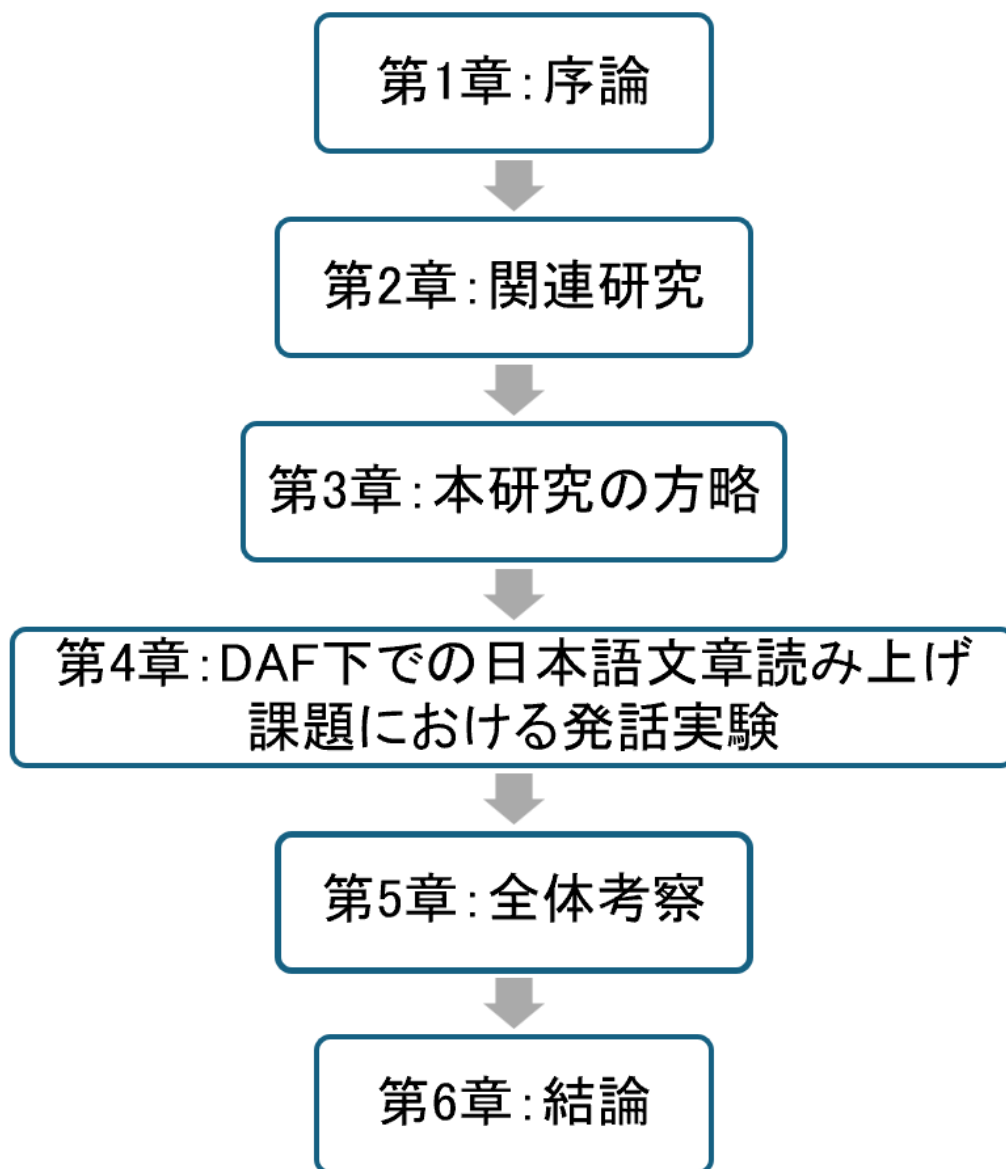 第1章：序論
第2章：関連研究
第3章：本研究の方略
第4章：DAF下での日本語文章読み上げ
課題における発話実験
第5章：全体考察
第6章：結論